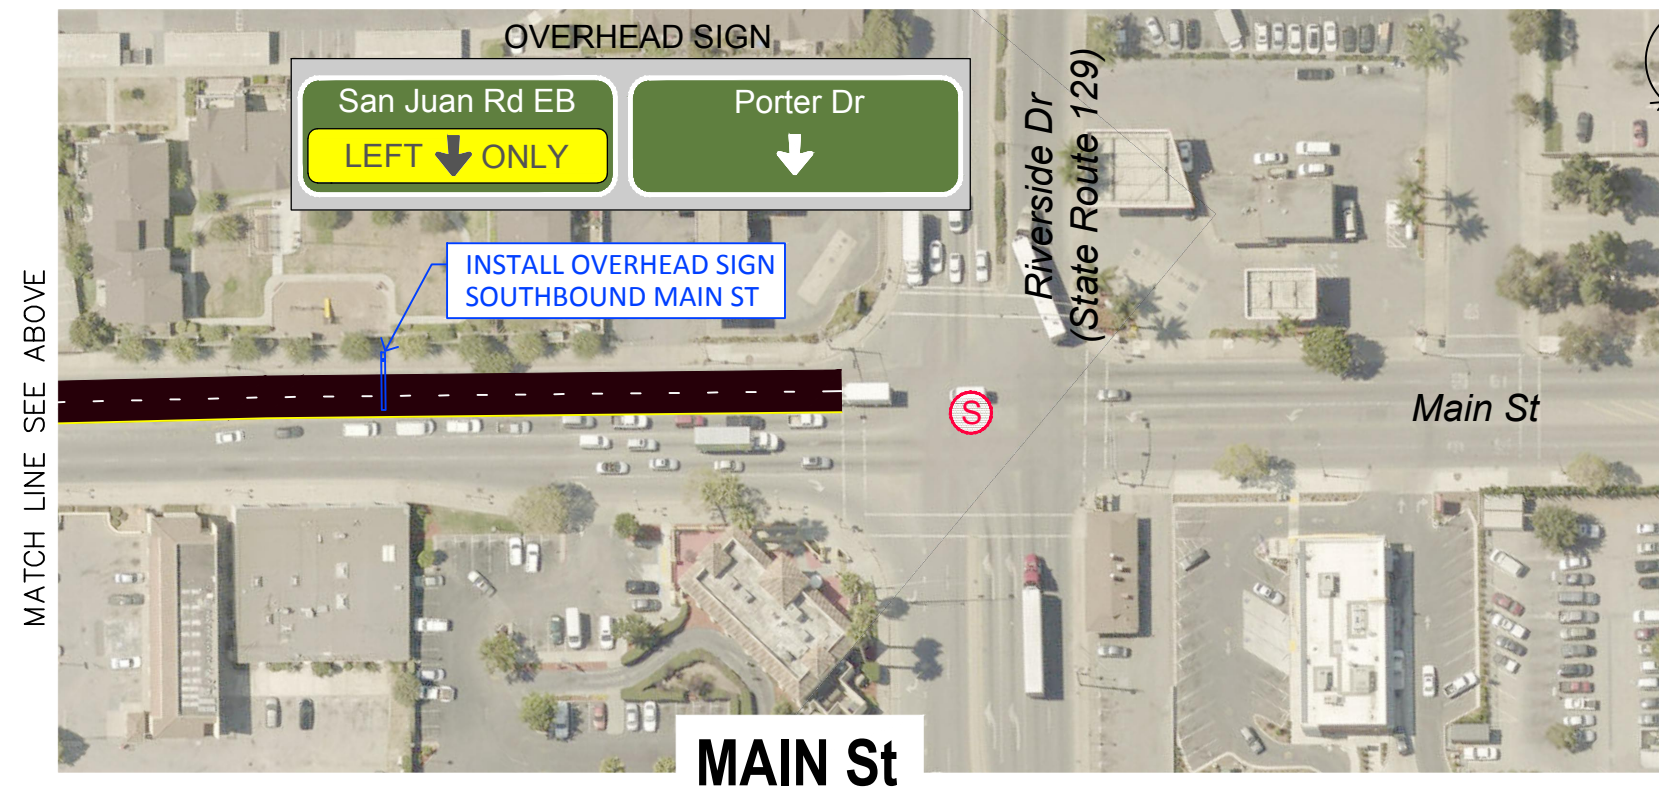 OVERHEAD SIGN
San Juan Rd EB
LEFT ONLY
Porter Dr
Riverside Dr
(State Route 129)
INSTALL OVERHEAD SIGN
SOUTHBOUND MAIN ST
MATCH LINE SEE ABOVE
S
Main St
MAIN St